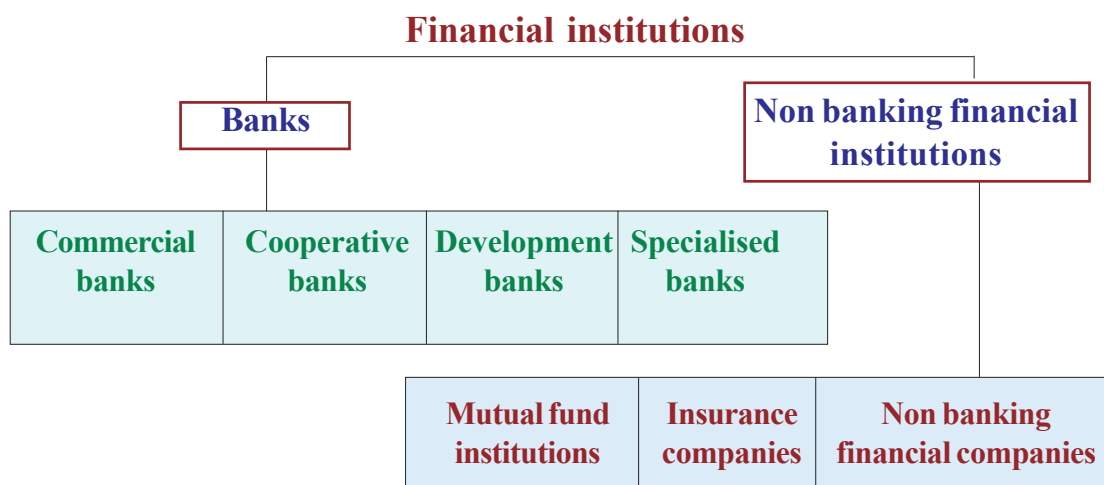 Financial institutions
Banks
Non banking financial
institutions
Commercial
banks
Cooperative
banks
Development
banks
Specialised
banks
Mutual fund
institutions
Insurance
companies
Non banking
financial companies